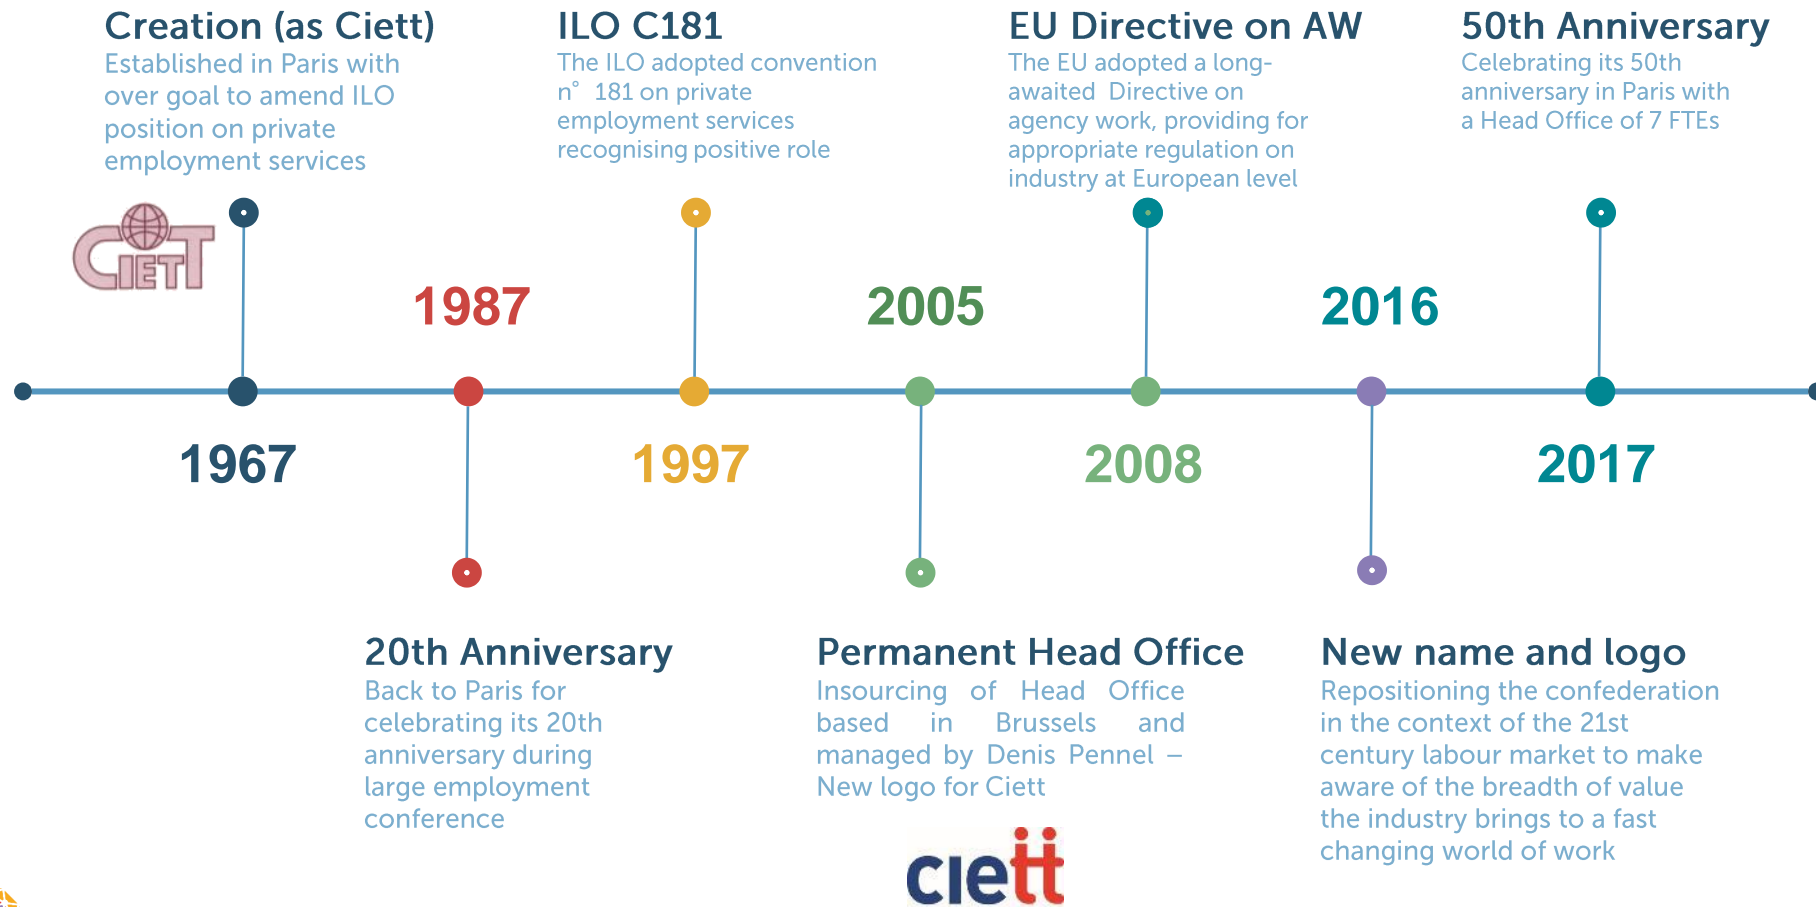 Creation (as Ciett)
Established in Paris with
over goal to amend ILO
position on private
employment services
ILO C181
The ILO adopted convention
n° 181 on private
employment services
recognising positive role
EU Directive on AW
The EU adopted a long-
awaited Directive on
agency work, providing for
appropriate regulation on
industry at European level
50th Anniversary
Celebrating its 50th
anniversary in Paris with
a Head Office of 7 FTEs
CIETT
1987
2005
2016
1967
1997
2008
2017
20th Anniversary
Back to Paris for
celebrating its 20th
anniversary during
large employment
conference
Permanent Head Office
Insourcing of Head Office
based in Brussels and
managed by Denis Pennel –
New logo for Ciett
ciett
New name and logo
Repositioning the confederation
in the context of the 21st
century labour market to make
aware of the breadth of value
the industry brings to a fast
changing world of work